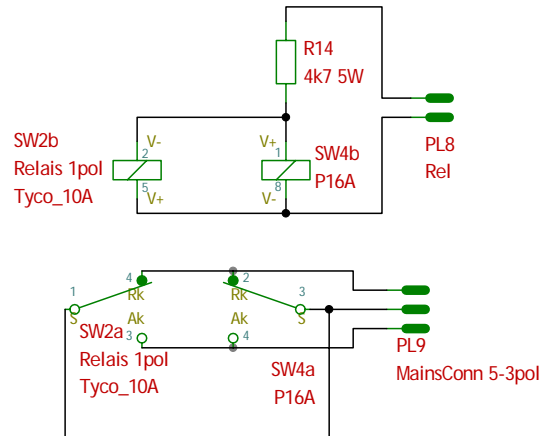 R14
4k7 5W
SW2b
Relais 1pol
Tyco_10A
V-
2
5
V+
V+
1
8
V-
SW4b
P16A
PL8
Rel
1
S
4
Rk
Ak
3
2
Rk
Ak
4
3
S
SW2a
Relais 1pol
Tyco_10A
SW4a
P16A
PL9
MainsConn 5-3pol